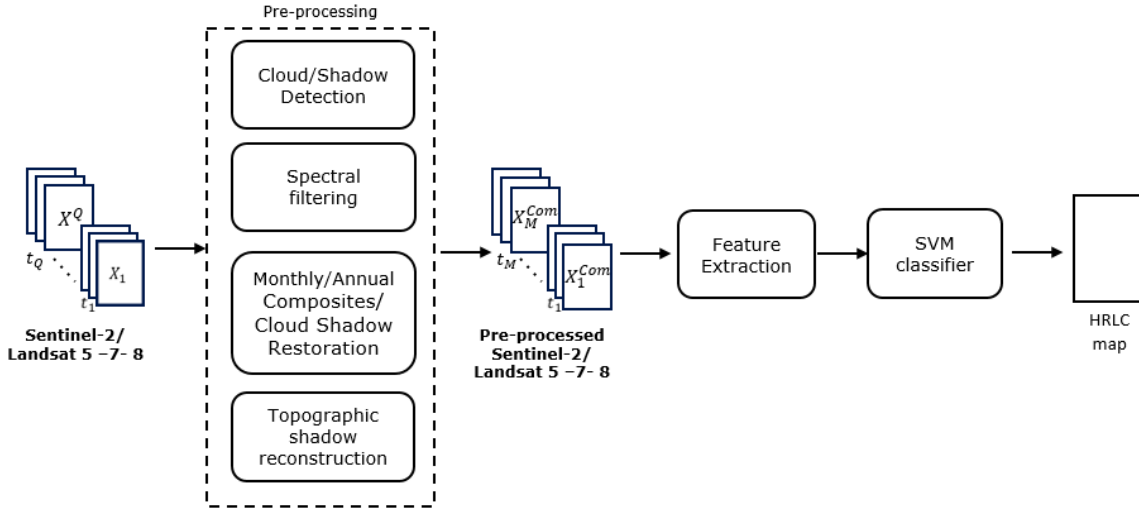 Pre-processing
Cloud/Shadow
Detection
Spectral
filtering
Monthly/Annual
Composites/
Cloud Shadow
Restoration
Topographic
shadow
reconstruction
X^Q
t_Q
X_1
t_1
Sentinel-2/
Landsat 5 –7- 8
X_M^{Com}
t_M
X_1^{Com}
t_1
Pre-processed
Sentinel-2/
Landsat 5 –7- 8
Feature
Extraction
SVM
classifier
HRLC
map